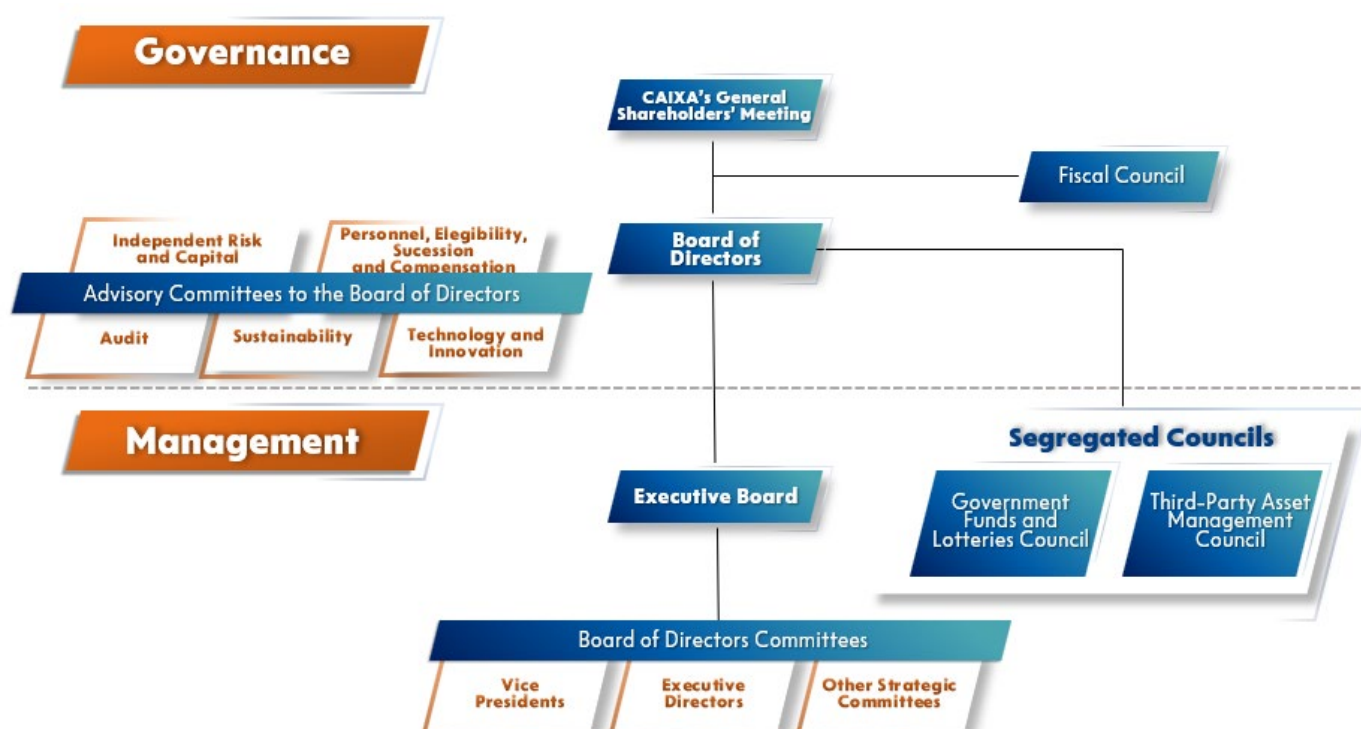 Governance
CAIXA's General
Shareholders' Meeting
Fiscal Council
Board of
Directors
Independent Risk
and Capital
Personnel, Elegibility,
Sucession
and Compensation
Advisory Committees to the Board of Directors
Audit
Sustainability
Technology and
Innovation
Management
Segregated Councils
Executive Board
Government
Funds and
Lotteries Council
Third-Party Asset
Management
Council
Board of Directors Committees
Vice
Presidents
Executive
Directors
Other Strategic
Committees